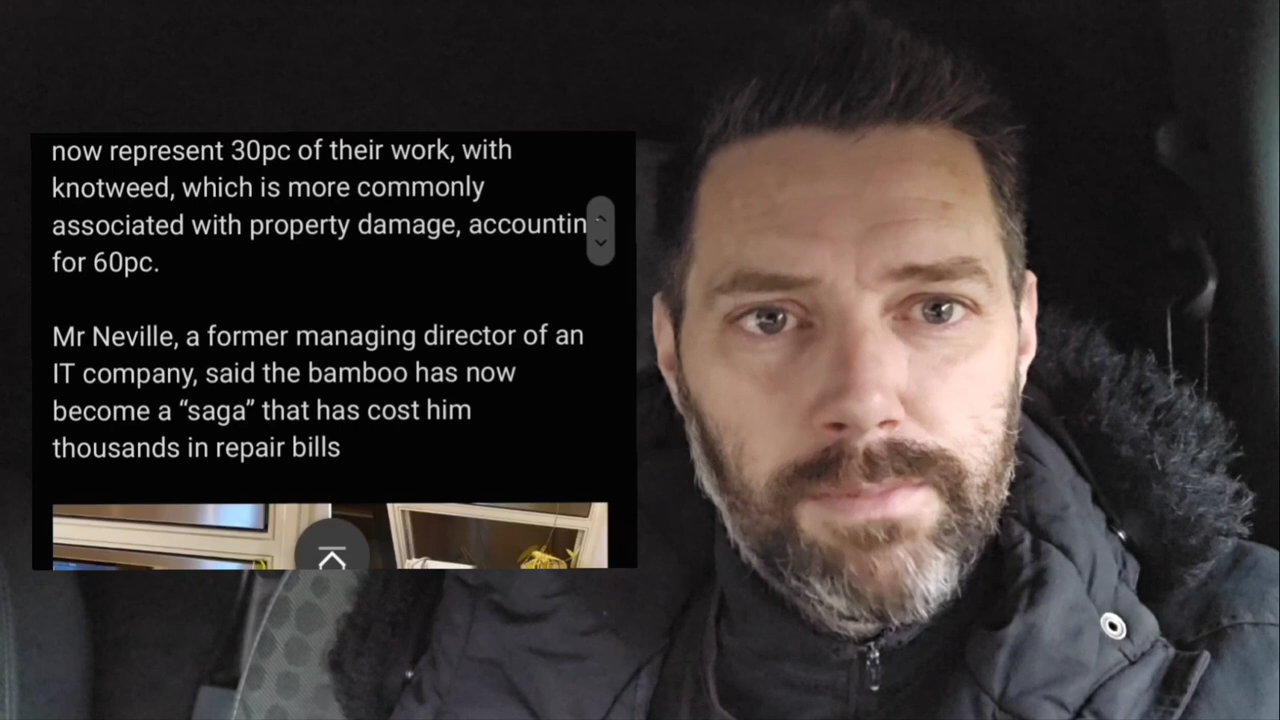 now represent 30pc of their work, with
knotweed, which is more commonly
associated with property damage, accountin
for 60pc.
Mr Neville, a former managing director of an
IT company, said the bamboo has now
become a “saga” that has cost him
thousands in repair bills